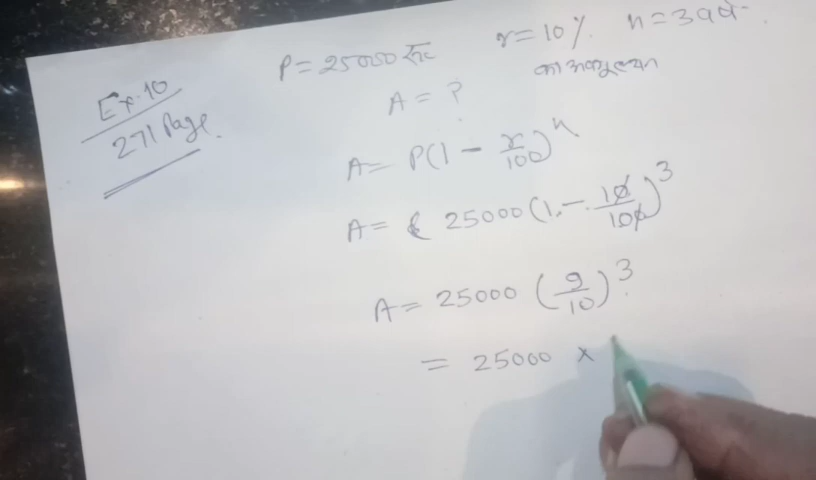 Ex.10
271 Page.
P = 25000 रू० r = 10% n = 3 वर्ष
का अवमूल्यन
A = ?
A = P(1 - r/100)^n
A = 25000 (1 - 10/100)^3
A = 25000 (9/10)^3
= 25000 ×